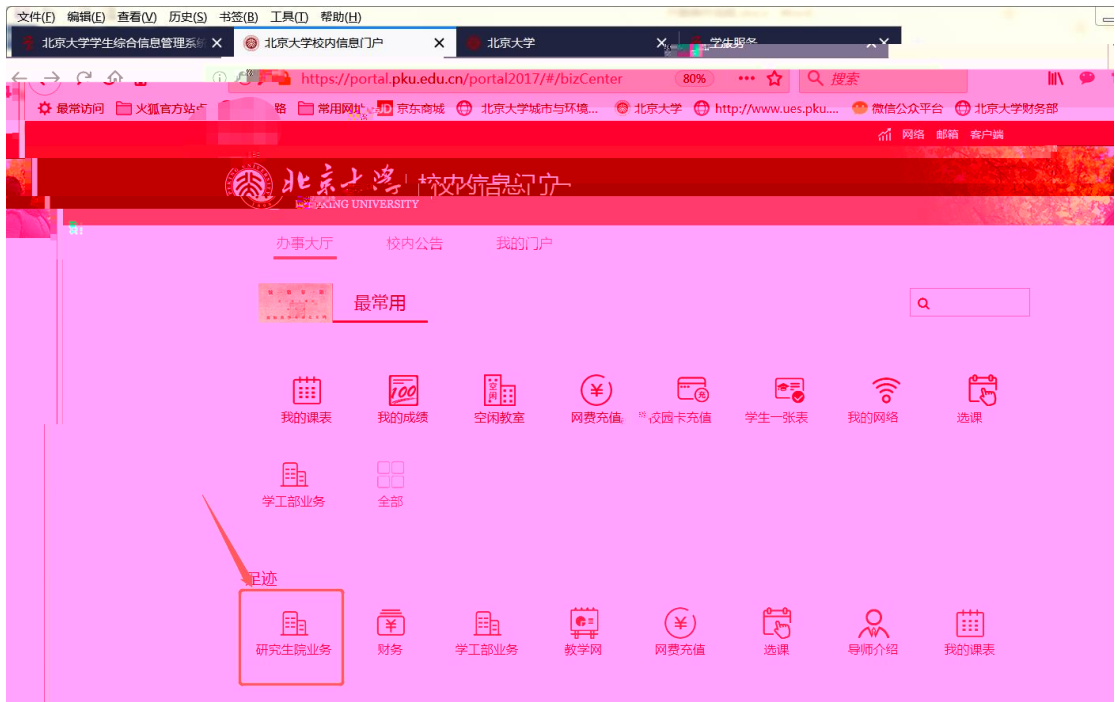 文件(F) 编辑(E) 查看(V) 历史(S) 书签(B) 工具(T) 帮助(H)
北京大学学生综合信息管理系统 北京大学校内信息门户 北京大学
https://portal.pku.edu.cn/portal2017/#/bizCenter 80% 搜索
最常访问 火狐官方站点 常用网址 JD 京东商城 北京大学城市与环境... 北京大学 http://www.ues.pku.... 微信公众平台 北京大学财务部
网络 邮箱 客户端
北京大学 校内信息门户
UNIVERSITY
办事大厅 校内公告 我的门户
最常用
我的课表 我的成绩 空闲教室 网费充值 校园卡充值 学生一张表 我的网络 选课
学工部业务 全部
足迹
研究生院业务 财务 学工部业务 教学网 网费充值 选课 导师介绍 我的课表